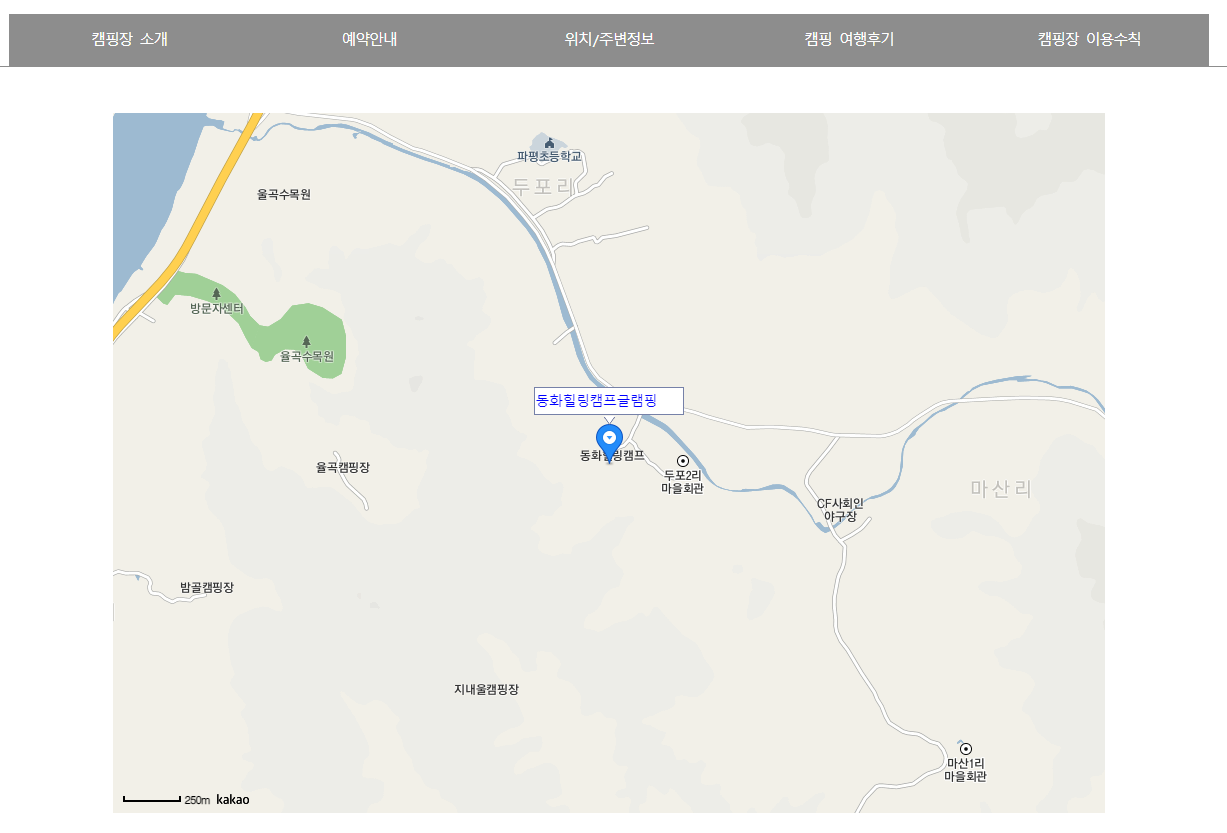 캠핑장 소개
예약안내
위치/주변정보
캠핑 여행후기
캠핑장 이용수칙
파평초등학교
두포리
율곡수목원
방문자센터
율곡수목원
동화힐링캠프글램핑
동화힐링캠프
율곡캠핑장
두포2리
마을회관
마산리
CF사회인
야구장
밤골캠핑장
지내울캠핑장
마산1리
마을회관
250m kakao